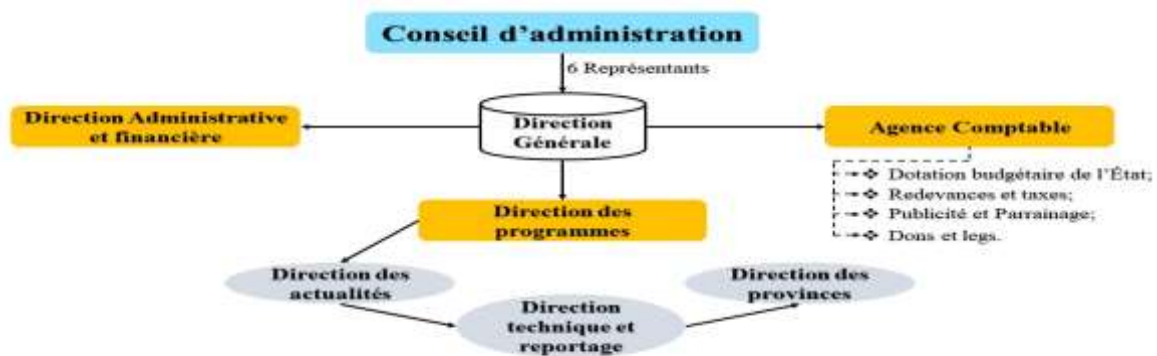 Conseil d'administration
6 Représentants
Direction Administrative
et financière
Direction
Générale
Agence Comptable
Dotation budgétaire de l'État;
Redevances et taxes;
Publicité et Parrainage;
Dons et legs.
Direction des
programmes
Direction des
actualités
Direction
technique et
reportage
Direction des
provinces